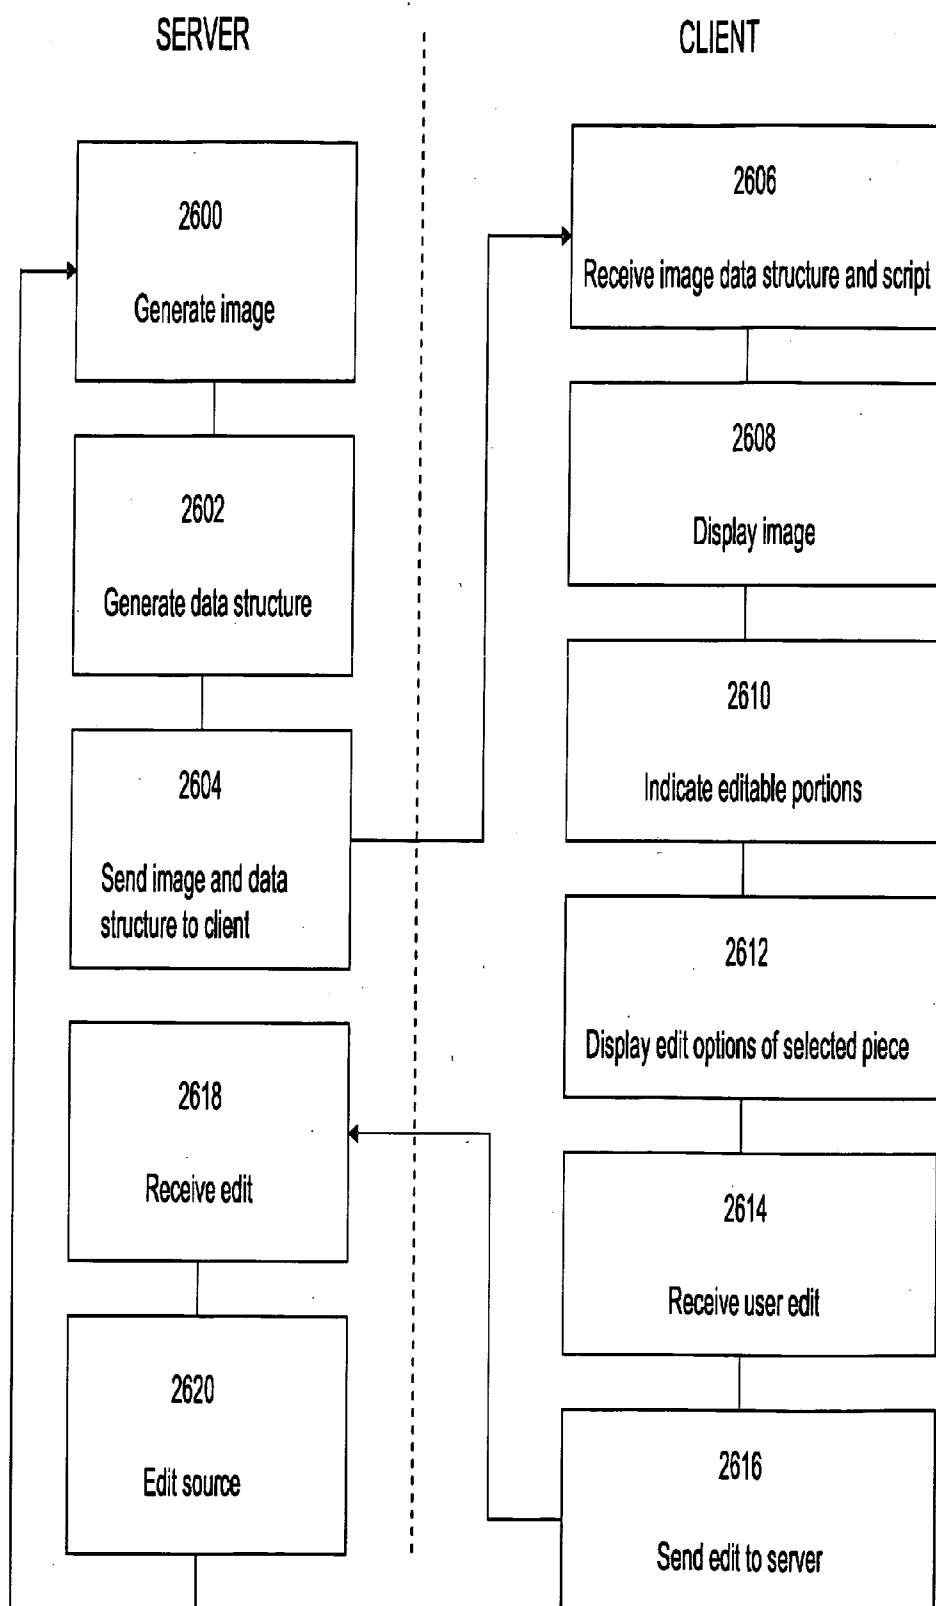 SERVER
CLIENT
2600
Generate image
2602
Generate data structure
2604
Send image and data
structure to client
2618
Receive edit
2620
Edit source
2606
Receive image data structure and script
2608
Display image
2610
Indicate editable portions
2612
Display edit options of selected piece
2614
Receive user edit
2616
Send edit to server